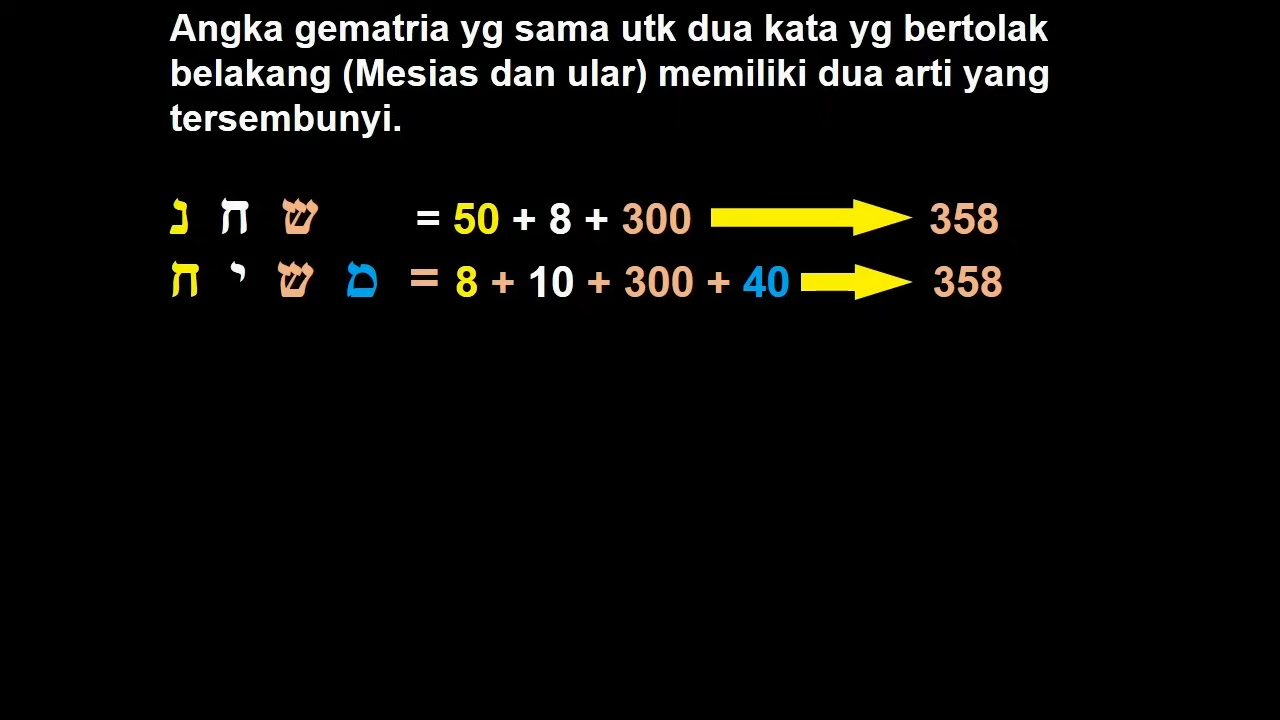 Angka gematria yg sama utk dua kata yg bertolak
belakang (Mesias dan ular) memiliki dua arti yang
tersembunyi.
ש ח נ = 50 + 8 + 300 358
מ ש י ח = 8 + 10 + 300 + 40 358